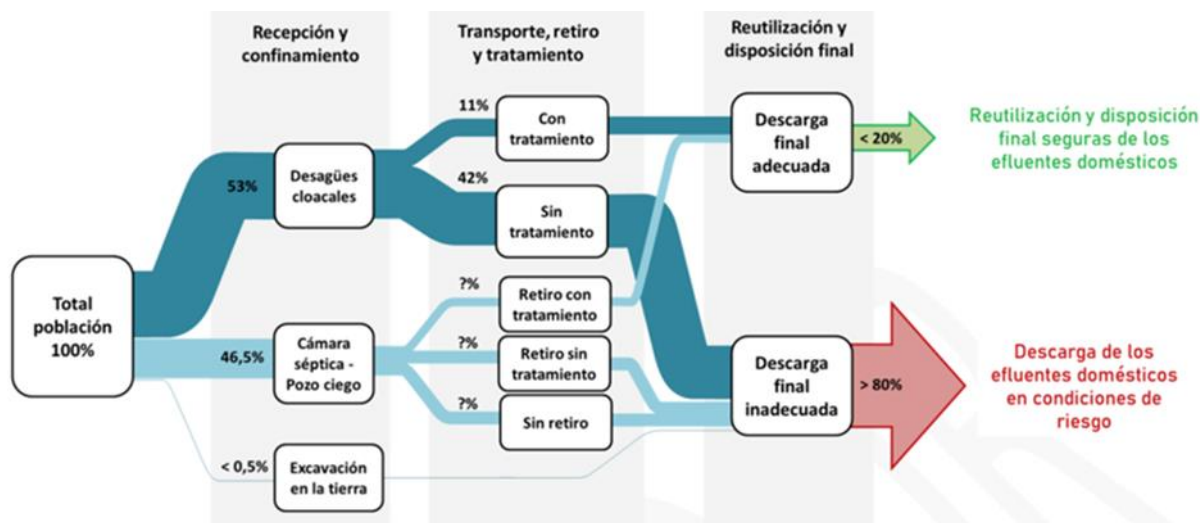 Recepción y
confinamiento
Transporte, retiro
y tratamiento
Reutilización y
disposición final
Total
población
100%
53%
Desagües
cloacales
46,5%
Cámara
séptica -
Pozo ciego
< 0,5%
Excavación
en la tierra
11%
Con
tratamiento
42%
Sin
tratamiento
?%
Retiro con
tratamiento
?%
Retiro sin
tratamiento
?%
Sin retiro
Descarga
final
adecuada
< 20%
Reutilización y disposición
final seguras de los
efluentes domésticos
Descarga
final
inadecuada
> 80%
Descarga de los
efluentes domésticos
en condiciones de
riesgo